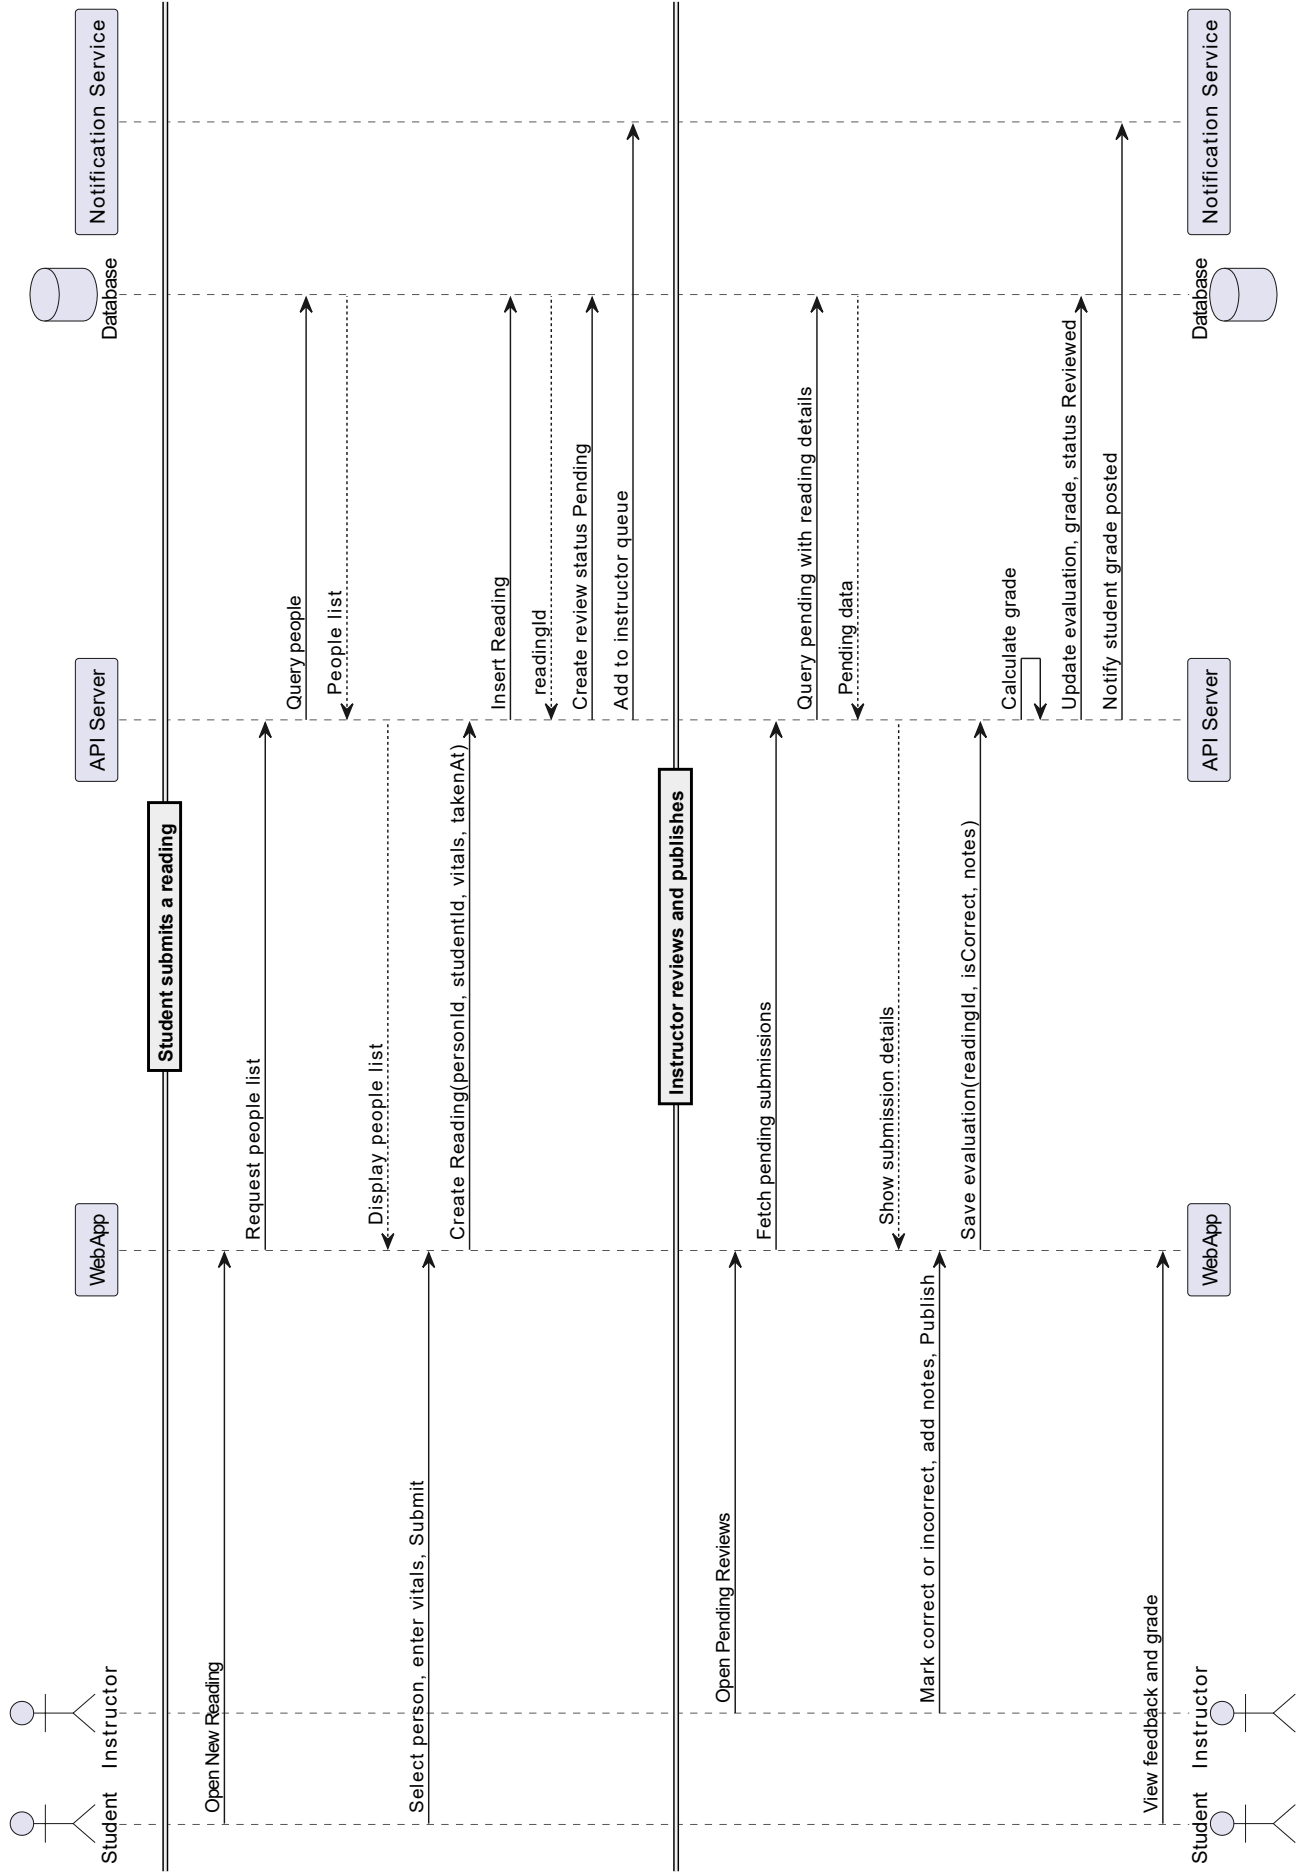 Student
Instructor
WebApp
API Server
Database
Notification Service
Student submits a reading
Open New Reading
Request people list
Query people
People list
Display people list
Select person, enter vitals, Submit
Create Reading(personId, studentId, vitals, takenAt)
Insert Reading
readingId
Create review status Pending
Add to instructor queue
Instructor reviews and publishes
Open Pending Reviews
Fetch pending submissions
Query pending with reading details
Pending data
Show submission details
Mark correct or incorrect, add notes, Publish
Save evaluation(readingId, isCorrect, notes)
Calculate grade
Update evaluation, grade, status Reviewed
Notify student grade posted
View feedback and grade
Student
Instructor
WebApp
API Server
Database
Notification Service